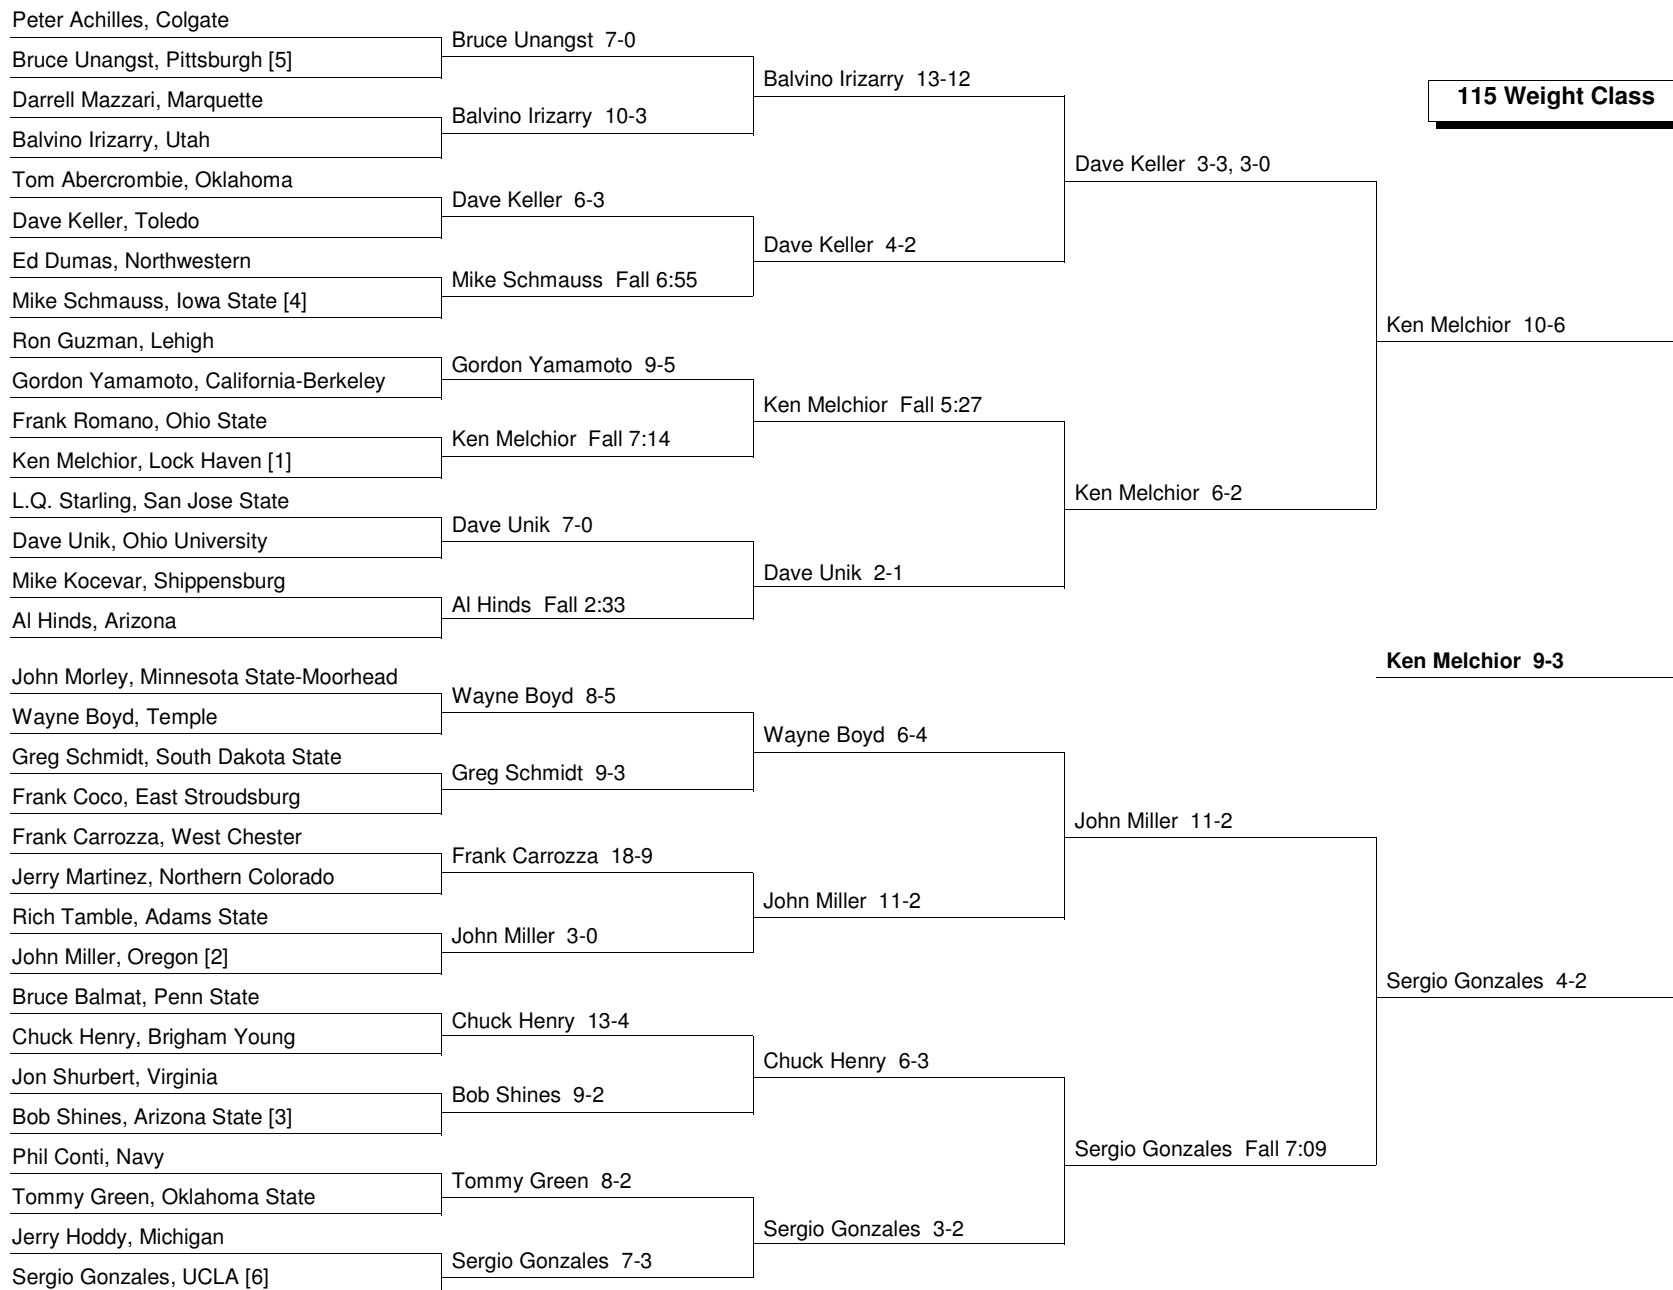 Peter Achilles, Colgate
Bruce Unangst, Pittsburgh [5]
Darrell Mazzari, Marquette
Balvino Irizarry, Utah
Tom Abercrombie, Oklahoma
Dave Keller, Toledo
Ed Dumas, Northwestern
Mike Schmauss, Iowa State [4]
Ron Guzman, Lehigh
Gordon Yamamoto, California-Berkeley
Frank Romano, Ohio State
Ken Melchior, Lock Haven [1]
L.Q. Starling, San Jose State
Dave Unik, Ohio University
Mike Kocevar, Shippensburg
Al Hinds, Arizona
John Morley, Minnesota State-Moorhead
Wayne Boyd, Temple
Greg Schmidt, South Dakota State
Frank Coco, East Stroudsburg
Frank Carrozza, West Chester
Jerry Martinez, Northern Colorado
Rich Tamble, Adams State
John Miller, Oregon [2]
Bruce Balmat, Penn State
Chuck Henry, Brigham Young
Jon Shurbert, Virginia
Bob Shines, Arizona State [3]
Phil Conti, Navy
Tommy Green, Oklahoma State
Jerry Hoddy, Michigan
Sergio Gonzales, UCLA [6]
Bruce Unangst 7-0
Balvino Irizarry 10-3
Dave Keller 6-3
Mike Schmauss Fall 6:55
Gordon Yamamoto 9-5
Ken Melchior Fall 7:14
Dave Unik 7-0
Al Hinds Fall 2:33
Wayne Boyd 8-5
Greg Schmidt 9-3
Frank Carrozza 18-9
John Miller 3-0
Chuck Henry 13-4
Bob Shines 9-2
Tommy Green 8-2
Sergio Gonzales 7-3
Balvino Irizarry 13-12
Dave Keller 4-2
Ken Melchior Fall 5:27
Dave Unik 2-1
Wayne Boyd 6-4
John Miller 11-2
Chuck Henry 6-3
Sergio Gonzales 3-2
Dave Keller 3-3, 3-0
Ken Melchior 6-2
John Miller 11-2
Sergio Gonzales Fall 7:09
115 Weight Class
Ken Melchior 10-6
Ken Melchior 9-3
Sergio Gonzales 4-2